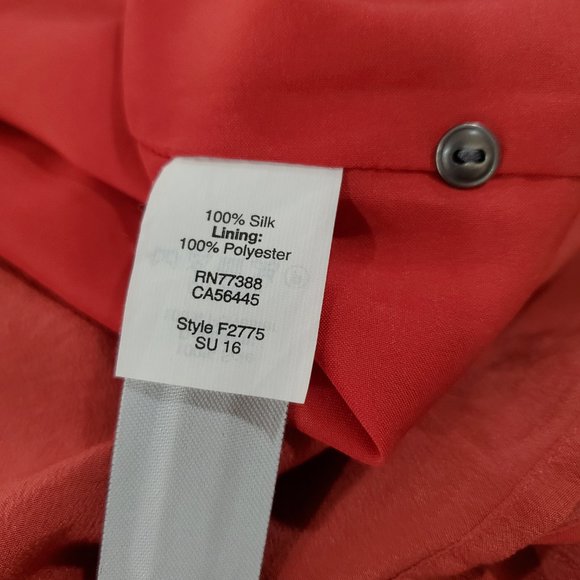 100% Silk
Lining:
100% Polyester
RN77388
CA56445
Style F2775
SU 16